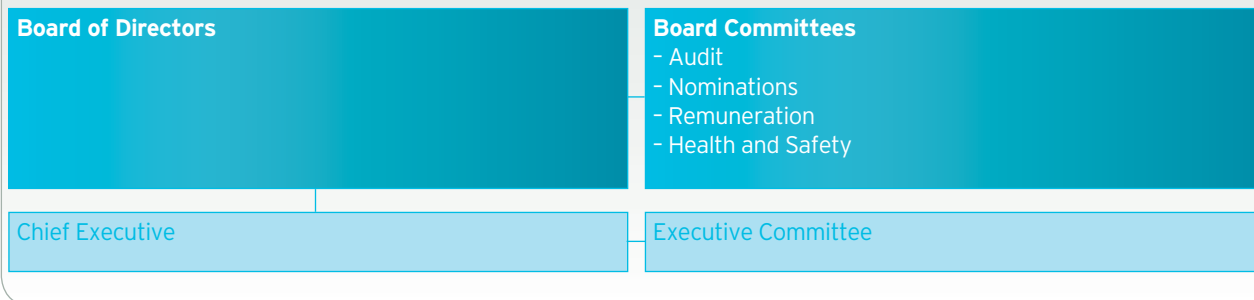 Board of Directors
Board Committees
– Audit
– Nominations
– Remuneration
– Health and Safety
Chief Executive
Executive Committee